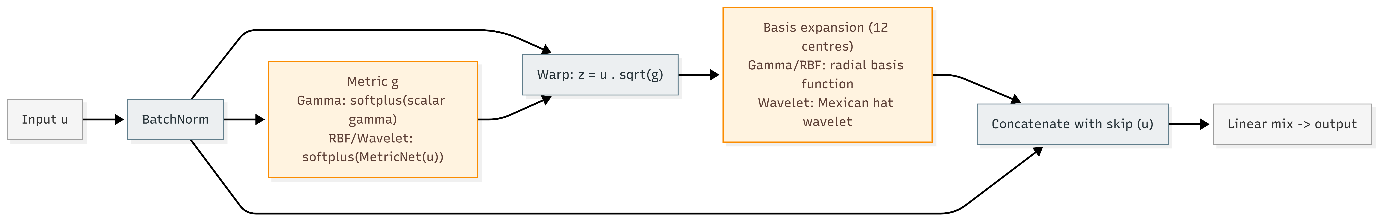 Input u
BatchNorm
Metric g
Gamma: softplus(scalar
gamma)
RBF/Wavelet:
softplus(MetricNet(u))
Warp: z = u . sqrt(g)
Basis expansion (12
centres)
Gamma/RBF: radial basis
function
Wavelet: Mexican hat
wavelet
Concatenate with skip (u)
Linear mix -> output